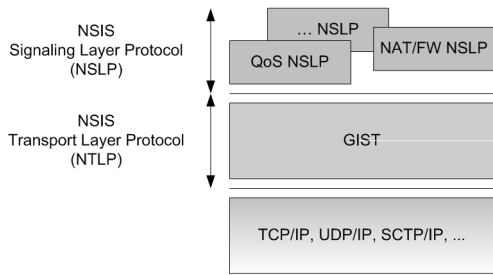 NSIS
Signaling Layer Protocol
(NSLP)
... NSLP
NAT/FW NSLP
QoS NSLP
NSIS
Transport Layer Protocol
(NTLP)
GIST
TCP/IP, UDP/IP, SCTP/IP, ...